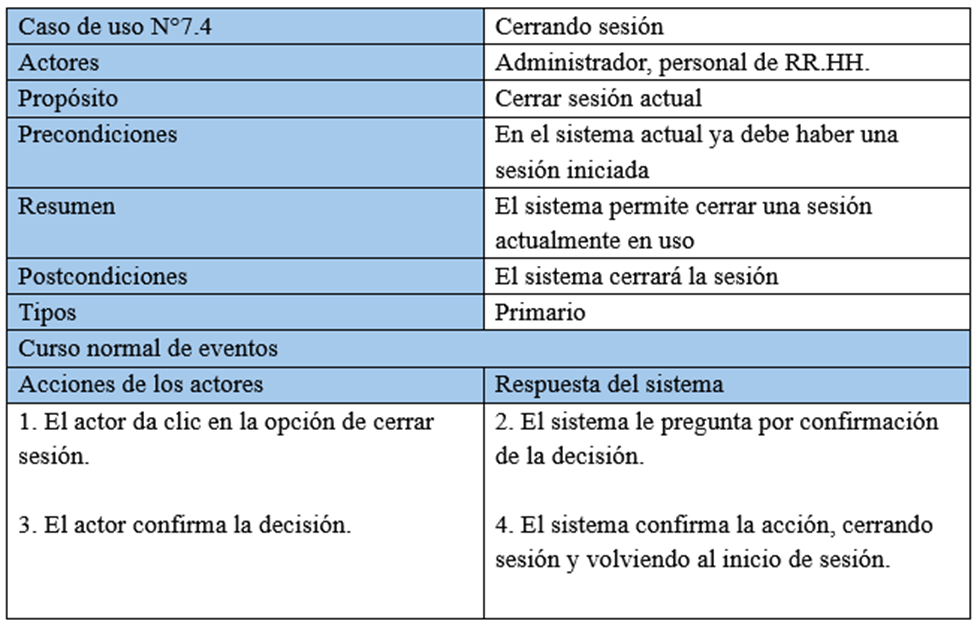 Caso de uso N°7.4
Cerrando sesión
Actores
Administrador, personal de RR.HH.
Propósito
Cerrar sesión actual
Precondiciones
En el sistema actual ya debe haber una
sesión iniciada
Resumen
El sistema permite cerrar una sesión
actualmente en uso
Postcondiciones
El sistema cerrará la sesión
Tipos
Primario
Curso normal de eventos
Acciones de los actores
Respuesta del sistema
1. El actor da clic en la opción de cerrar
sesión.
2. El sistema le pregunta por confirmación
de la decisión.
3. El actor confirma la decisión.
4. El sistema confirma la acción, cerrando
sesión y volviendo al inicio de sesión.